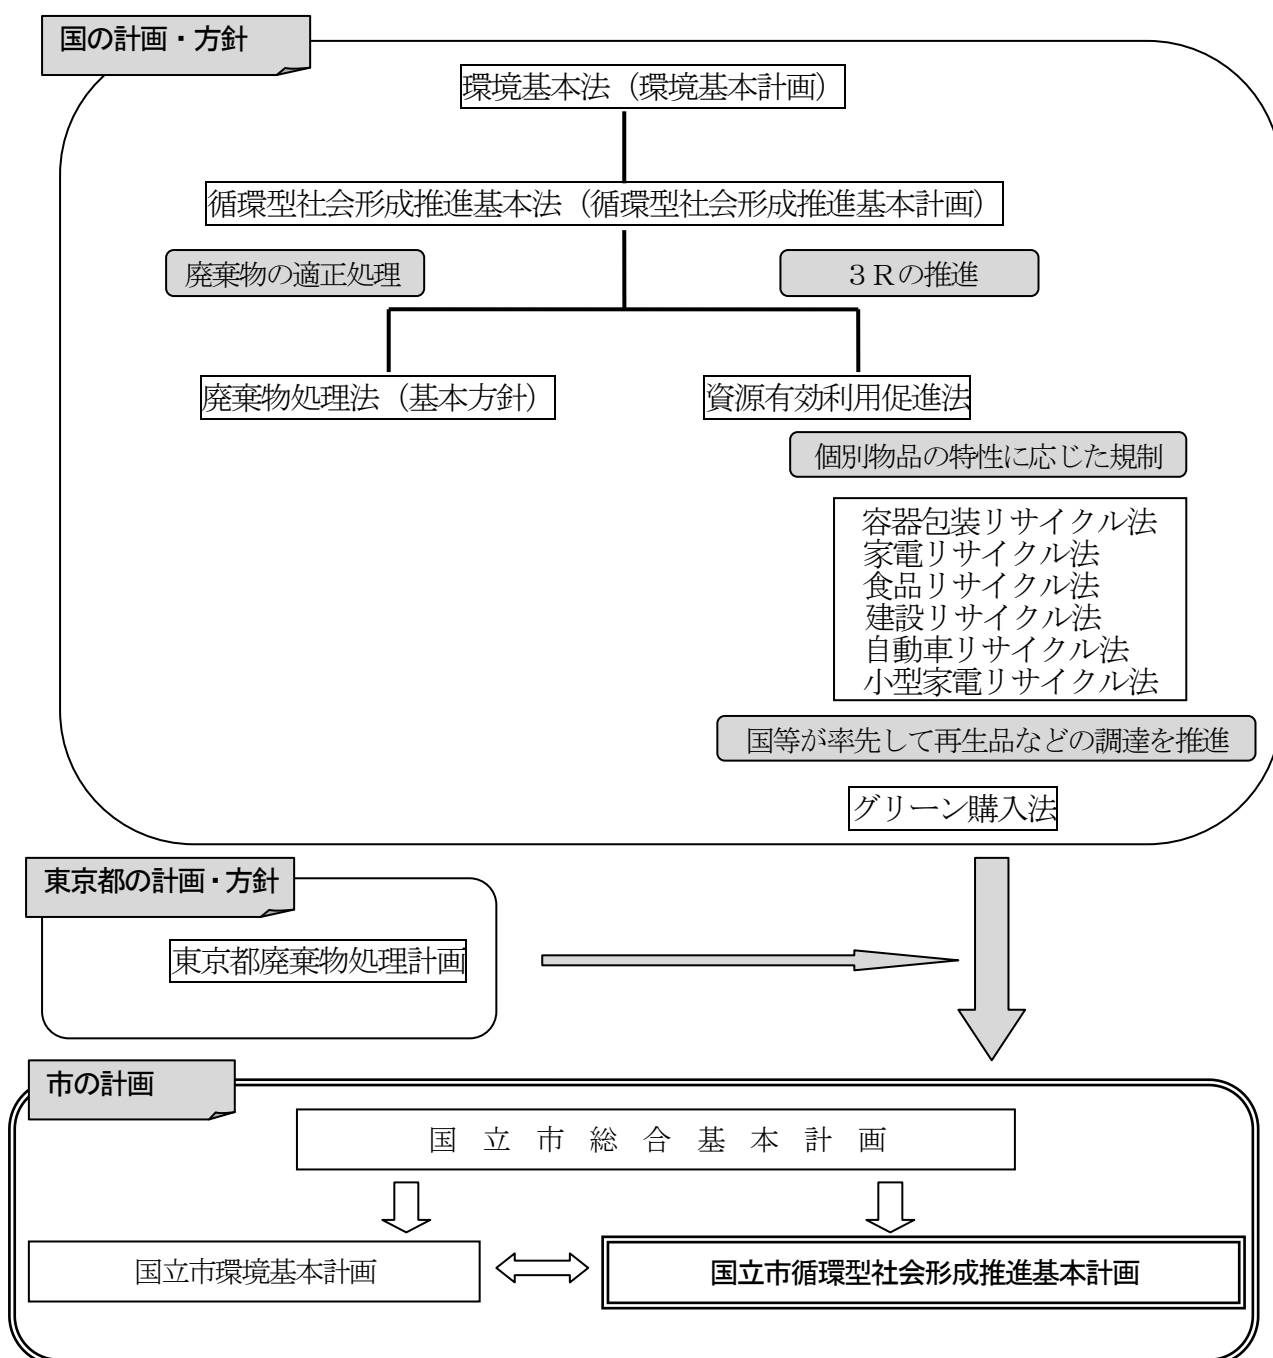 国の計画・方針
環境基本法（環境基本計画）
循環型社会形成推進基本法（循環型社会形成推進基本計画）
廃棄物の適正処理
３Ｒの推進
廃棄物処理法（基本方針）
資源有効利用促進法
個別物品の特性に応じた規制
容器包装リサイクル法
家電リサイクル法
食品リサイクル法
建設リサイクル法
自動車リサイクル法
小型家電リサイクル法
国等が率先して再生品などの調達を推進
グリーン購入法
東京都の計画・方針
東京都廃棄物処理計画
市の計画
国立市総合基本計画
国立市環境基本計画
国立市循環型社会形成推進基本計画